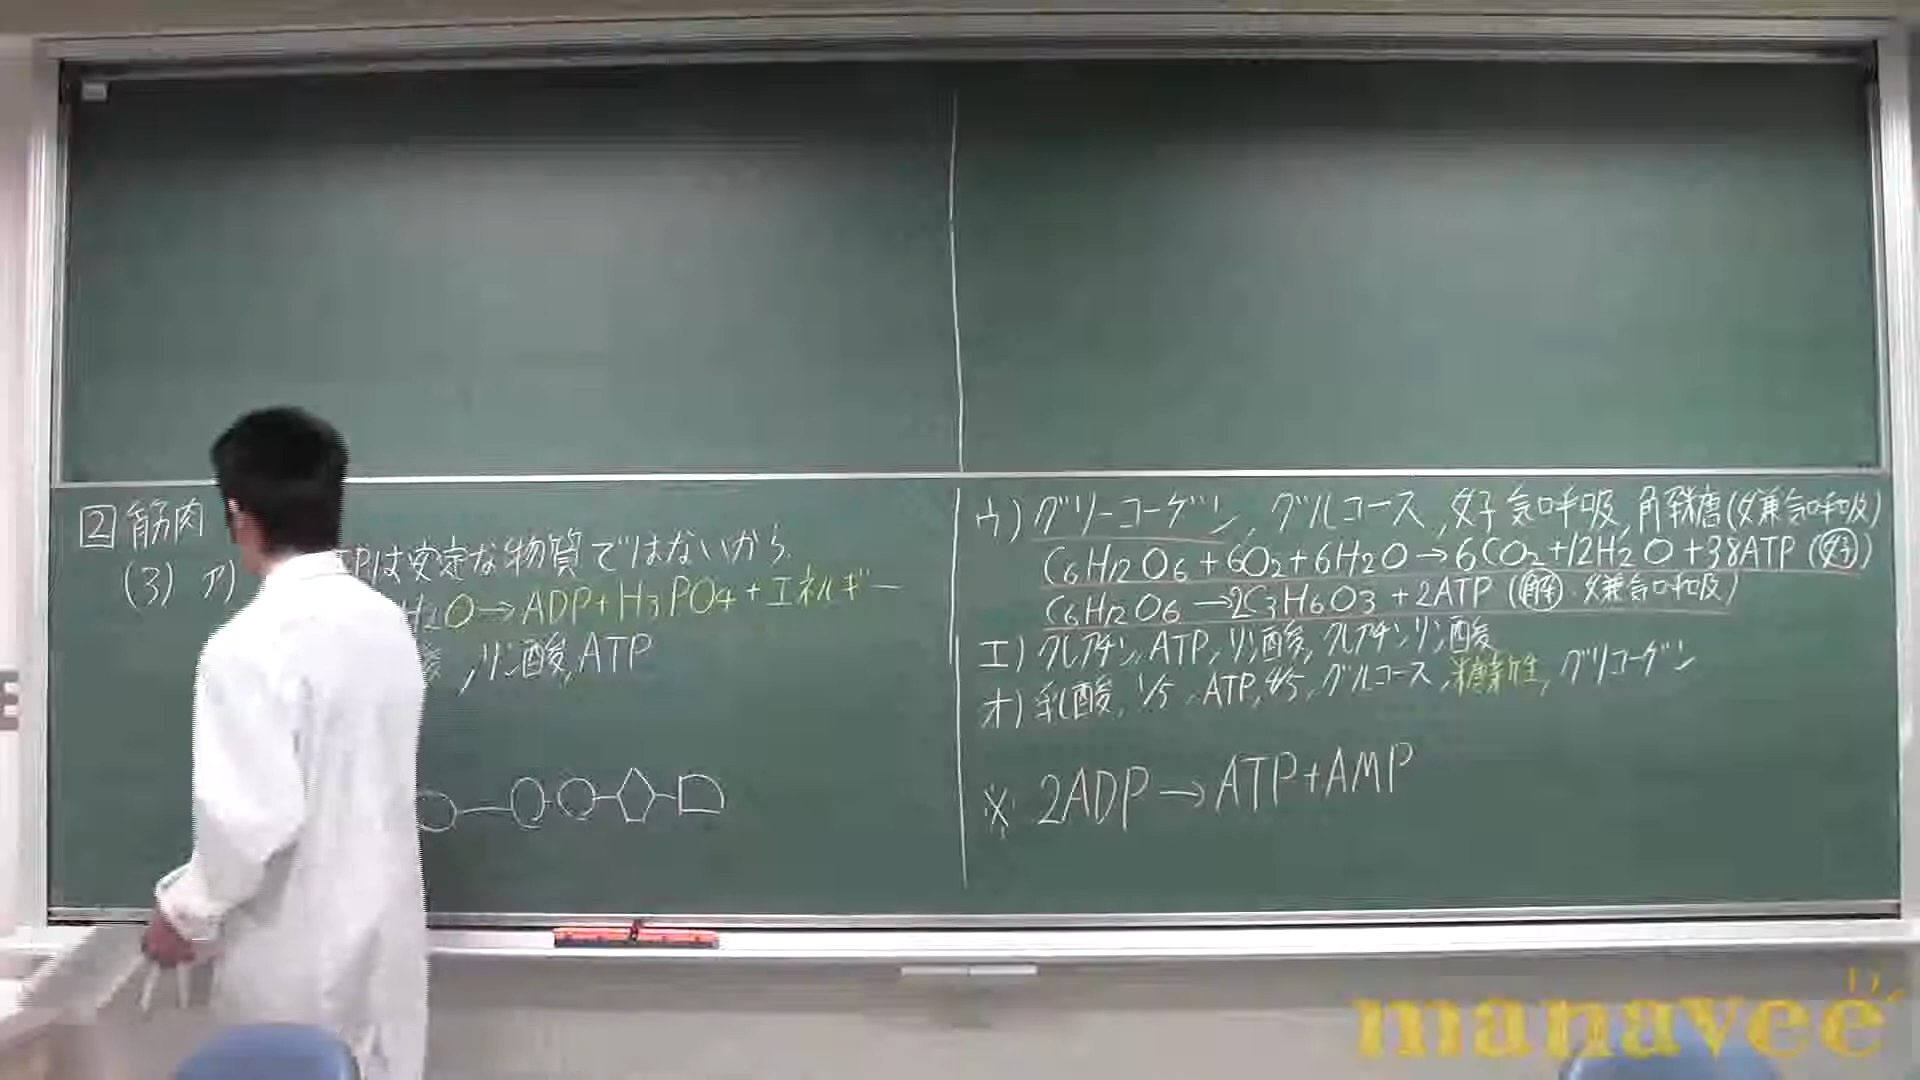 2 筋肉
(3) ア) TPは安定な物質ではないから
H2O→ADP+H3PO4+エネルギー
酸, リン酸, ATP
ウ) グリーコーゲン, グルコース, 好気呼吸, 解糖(嫌気呼吸)
C6H12O6+6O2+6H2O→6CO2+12H2O+38ATP (好)
C6H12O6→2C3H6O3+2ATP (解・嫌気呼吸)
エ) クレアチン, ATP, リン酸, クレアチンリン酸
オ) 乳酸, 1/5, ATP, 4/5, グルコース, 糖新生, グリコーゲン
※ 2ADP→ATP+AMP
manavee